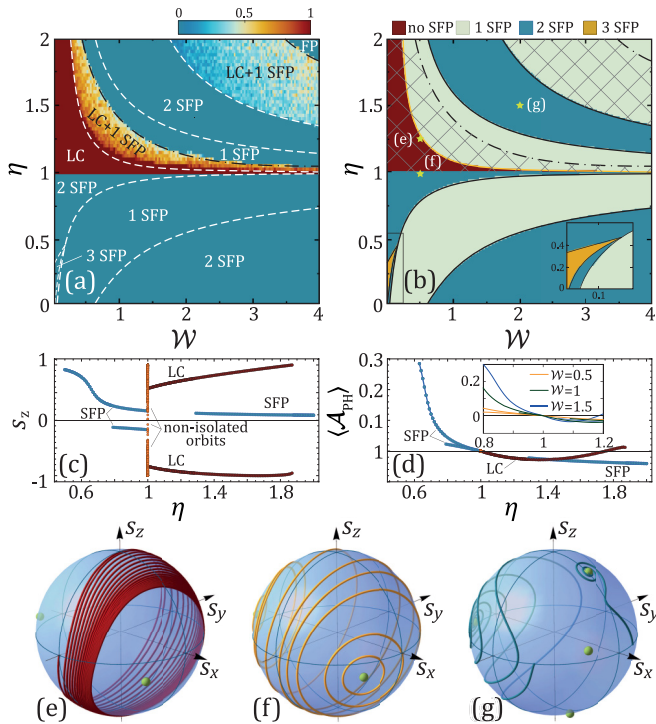 0 0.5 1
no SFP 1 SFP 2 SFP 3 SFP
2
1.5
η
1
0.5
0
FP
LC+1 SFP
2 SFP
LC+1 SFP
LC
1 SFP
2 SFP
1 SFP
3 SFP
2 SFP
(a)
1 2 3 4
𝒲
2
1.5
η
1
0.5
0
(g)
(e)
(f)
(b)
0.4
0.2
0
0.1
1 2 3 4
𝒲
1
s_z
0
-1
LC
SFP
non-isolated
orbits
LC
(c)
0.6 1 1.4 1.8
η
0.3
0.2
0.1
1
⟨𝒜_PH⟩
0.2
0.1
0
0.8 1 1.2
𝒲=0.5
𝒲=1
𝒲=1.5
SFP
LC
SFP
(d)
0.6 1 1.4 1.8
η
s_z
s_y
s_x
(e)
s_z
s_y
s_x
(f)
s_z
s_y
s_x
(g)